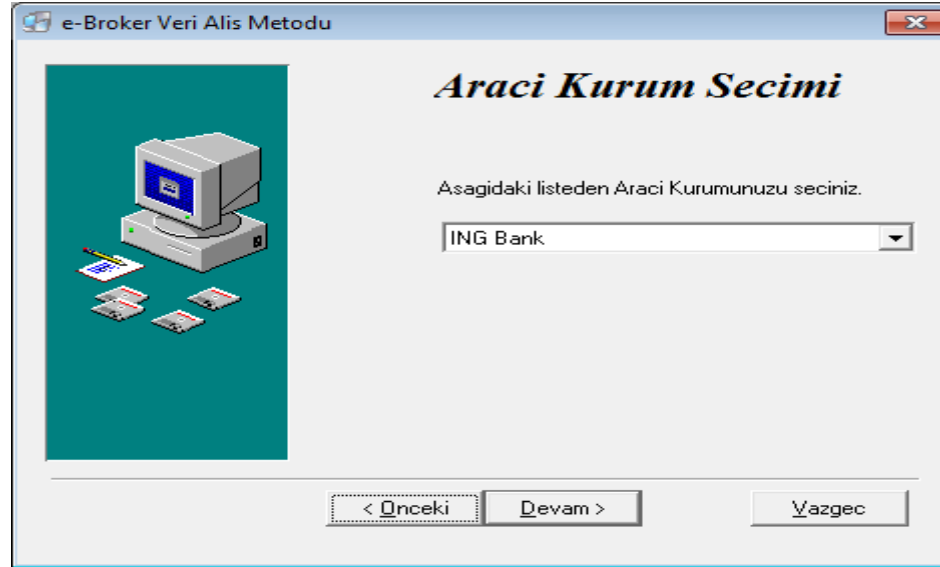 e-Broker Veri Alis Metodu
Araci Kurum Secimi
Asagidaki listeden Araci Kurumunuzu seciniz.
ING Bank
< Onceki
Devam >
Vazgec